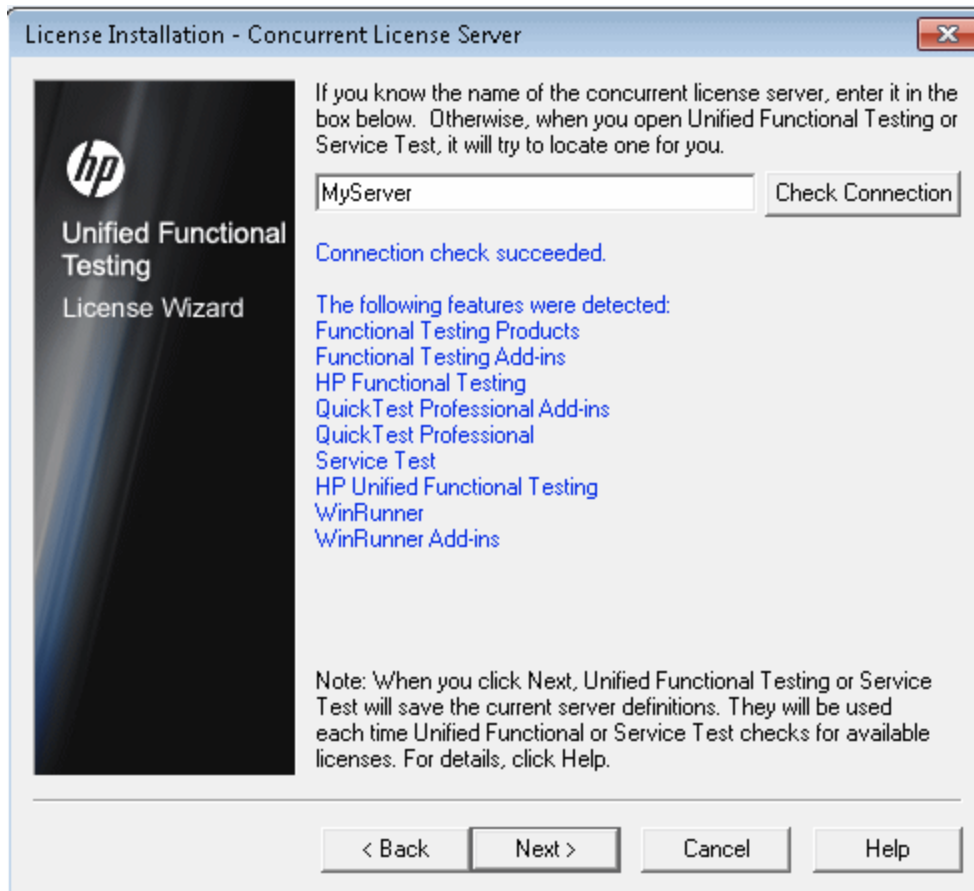 License Installation - Concurrent License Server
hp
Unified Functional
Testing
License Wizard
If you know the name of the concurrent license server, enter it in the
box below.  Otherwise, when you open Unified Functional Testing or
Service Test, it will try to locate one for you.
MyServer
Check Connection
Connection check succeeded.
The following features were detected:
Functional Testing Products
Functional Testing Add-ins
HP Functional Testing
QuickTest Professional Add-ins
QuickTest Professional
Service Test
HP Unified Functional Testing
WinRunner
WinRunner Add-ins
Note: When you click Next, Unified Functional Testing or Service
Test will save the current server definitions. They will be used
each time Unified Functional or Service Test checks for available
licenses. For details, click Help.
< Back
Next >
Cancel
Help